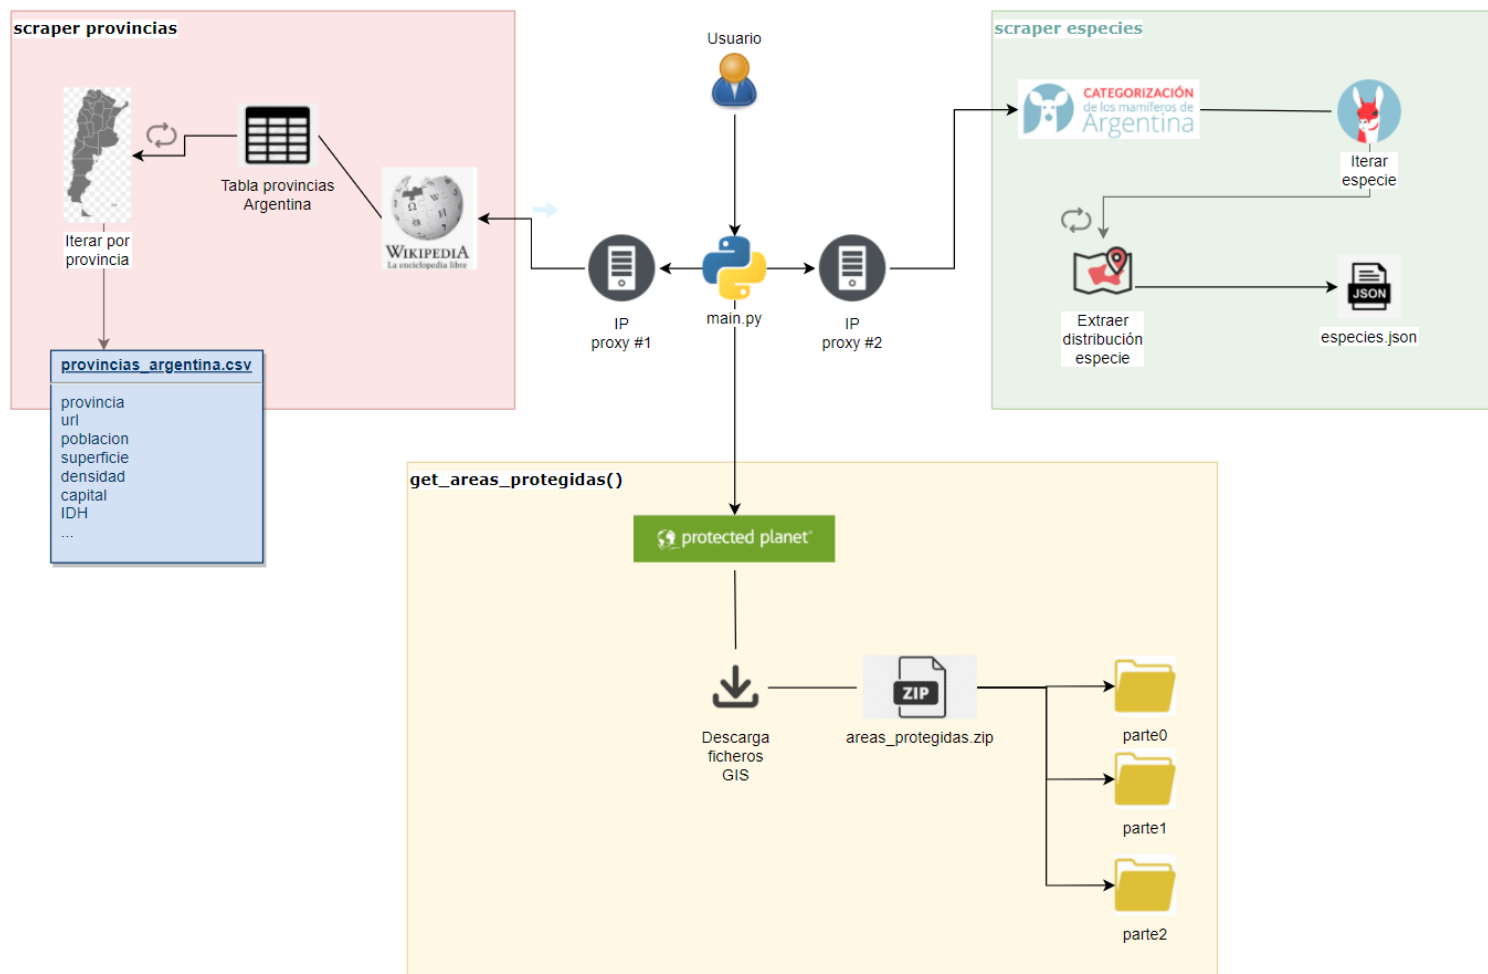 scraper provincias
Iterar por
provincia
Tabla provincias
Argentina
WIKIPEDIA
La enciclopedia libre
provincias_argentina.csv
provincia
url
poblacion
superficie
densidad
capital
IDH
...
Usuario
main.py
IP
proxy #1
IP
proxy #2
scraper especies
CATEGORIZACIÓN
de los mamíferos de
Argentina
Iterar
especie
Extraer
distribución
especie
JSON
especies.json
get_areas_protegidas()
protected planet
Descarga
ficheros
GIS
ZIP
areas_protegidas.zip
parte0
parte1
parte2